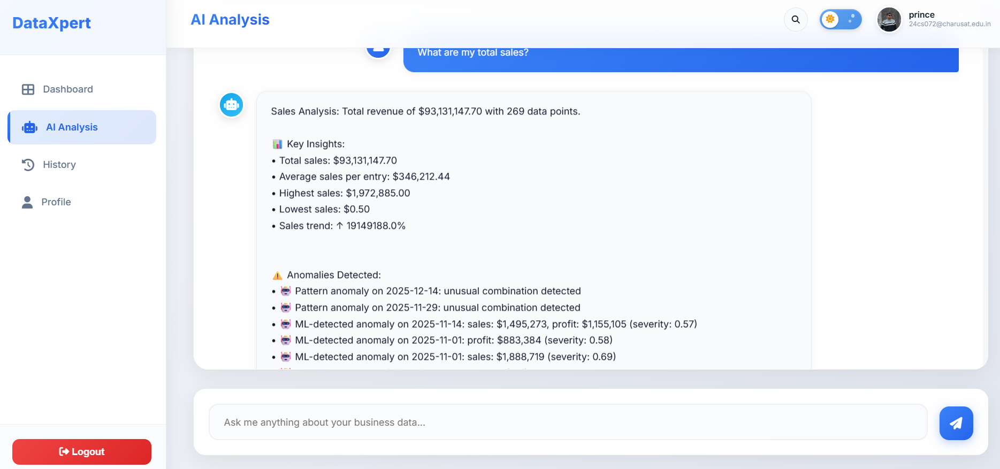 DataXpert
AI Analysis
prince
24cs072@charusat.edu.in
Dashboard
AI Analysis
History
Profile
Logout
What are my total sales?
Sales Analysis: Total revenue of $93,131,147.70 with 269 data points.
Key Insights:
• Total sales: $93,131,147.70
• Average sales per entry: $346,212.44
• Highest sales: $1,972,885.00
• Lowest sales: $0.50
• Sales trend: ↑ 19149188.0%
Anomalies Detected:
• Pattern anomaly on 2025-12-14: unusual combination detected
• Pattern anomaly on 2025-11-29: unusual combination detected
• ML-detected anomaly on 2025-11-14: sales: $1,495,273, profit: $1,155,105 (severity: 0.57)
• ML-detected anomaly on 2025-11-01: profit: $883,384 (severity: 0.58)
• ML-detected anomaly on 2025-11-01: sales: $1,888,719 (severity: 0.69)
Ask me anything about your business data...